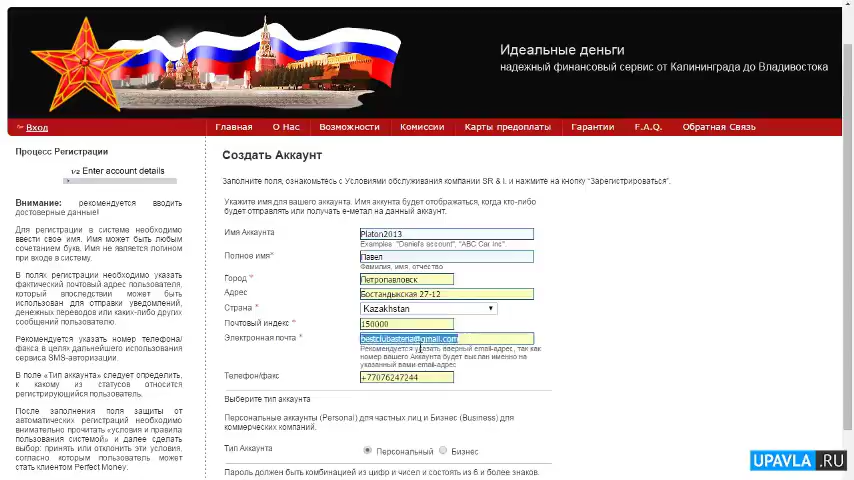 Идеальные деньги
надежный финансовый сервис от Калининграда до Владивостока
Вход
Главная О Нас Возможности Комиссии Карты предоплаты Гарантии F.A.Q. Обратная Связь
Процесс Регистрации
1/2 Enter account details
Внимание: рекомендуется вводить
достоверные данные!
Для регистрации в системе необходимо
ввести свое имя. Имя может быть любым
сочетанием букв. Имя не является логином
при входе в систему.
В полях регистрации необходимо указать
фактический почтовый адрес пользователя,
который впоследствии может быть
использован для отправки уведомлений,
денежных переводов или каких-либо других
сообщений пользователю.
Рекомендуется указать номер телефона/
факса в целях дальнейшего использования
сервиса SMS-авторизации.
В поле «Тип аккаунта» следует определить,
к какому из статусов относится
регистрирующийся пользователь.
После заполнения поля защиты от
автоматических регистраций необходимо
внимательно прочитать «условия и правила
пользования системой» и далее сделать
выбор: принять или отклонить эти условия,
согласно которым пользователь может
стать клиентом Perfect Money.
Создать Аккаунт
Заполните поля, ознакомьтесь с Условиями обслуживания компании SR & I. и нажмите на кнопку "Зарегистрироваться".
Укажите имя для вашего аккаунта. Имя акаунта будет отображаться, когда кто-либо
будет отправлять или получать е-метал на данный аккаунт.
Имя Аккаунта Platon2013
Examples "Daniel's account", "ABC Car Inc"
Полное имя* Павел
Фамилия, имя, отчество
Город * Петропавловск
Адрес Бостандыкская 27-12
Страна * Kazakhstan
Почтовый индекс * 150000
Электронная почта * bestclubasteria@gmail.com
Рекомендуется указать вверный email-адрес, так как
номер вашего Аккаунта будет выслан именно на
указанный вами email-адрес
Телефон/факс +77076247244
Выберите тип аккаунта
Персональные аккаунты (Personal) для частных лиц и Бизнес (Business) для
коммерческих компаний.
Тип Аккаунта Персональный Бизнес
Пароль должен быть комбинацией из цифр и чисел и состоять из 6 и более знаков.
UPAVLA .RU